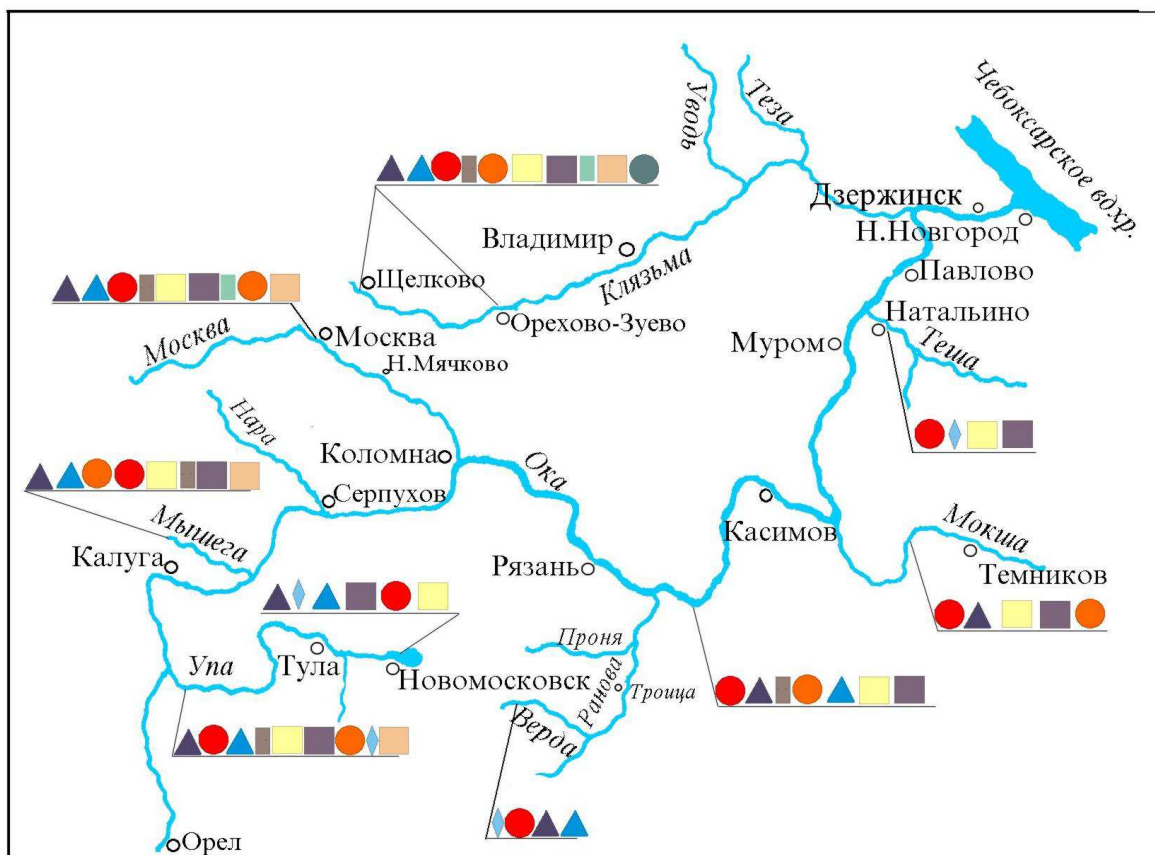 Уводь
Теза
Чебоксарское вдхр.
Дзержинск
Н.Новгород
Владимир
Клязьма
Павлово
Щелково
Орехово-Зуево
Натальино
Москва
Москва
Муром
Теша
Н.Мячково
Нара
Коломна
Ока
Серпухов
Касимов
Мокша
Мышега
Калуга
Рязань
Темников
Проня
Упа
Тула
Новомосковск
Ранова
Троица
Верда
Орел